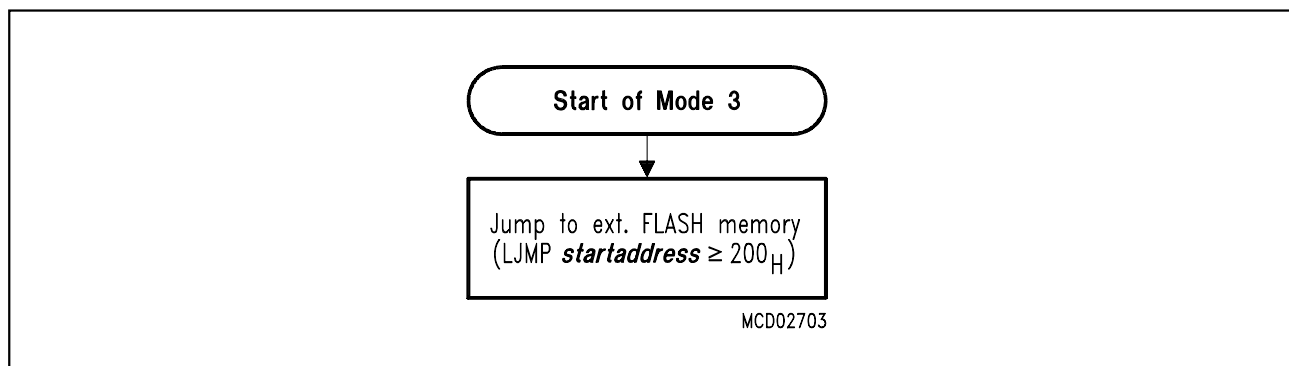 Start of Mode 3
Jump to ext. FLASH memory
(LJMP startaddress ≥ 200H)
MCD02703